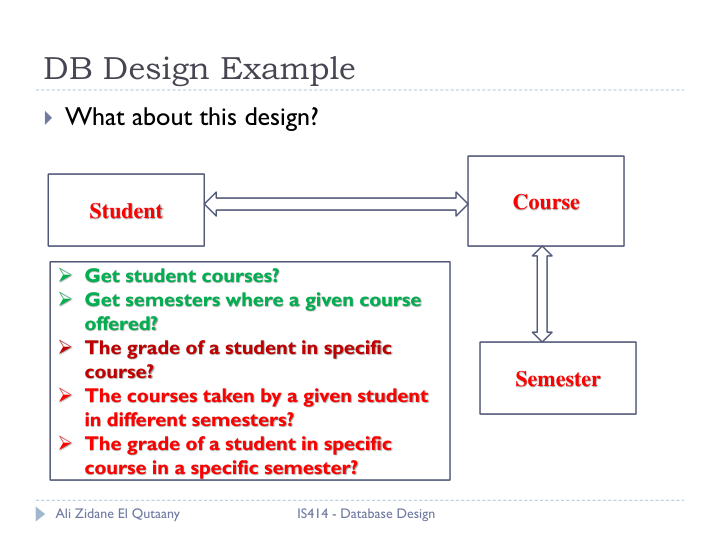 DB Design Example
What about this design?
Student
Course
Get student courses?
Get semesters where a given course
offered?
The grade of a student in specific
course?
The courses taken by a given student
in different semesters?
The grade of a student in specific
course in a specific semester?
Semester
Ali Zidane El Qutaany
IS414 - Database Design